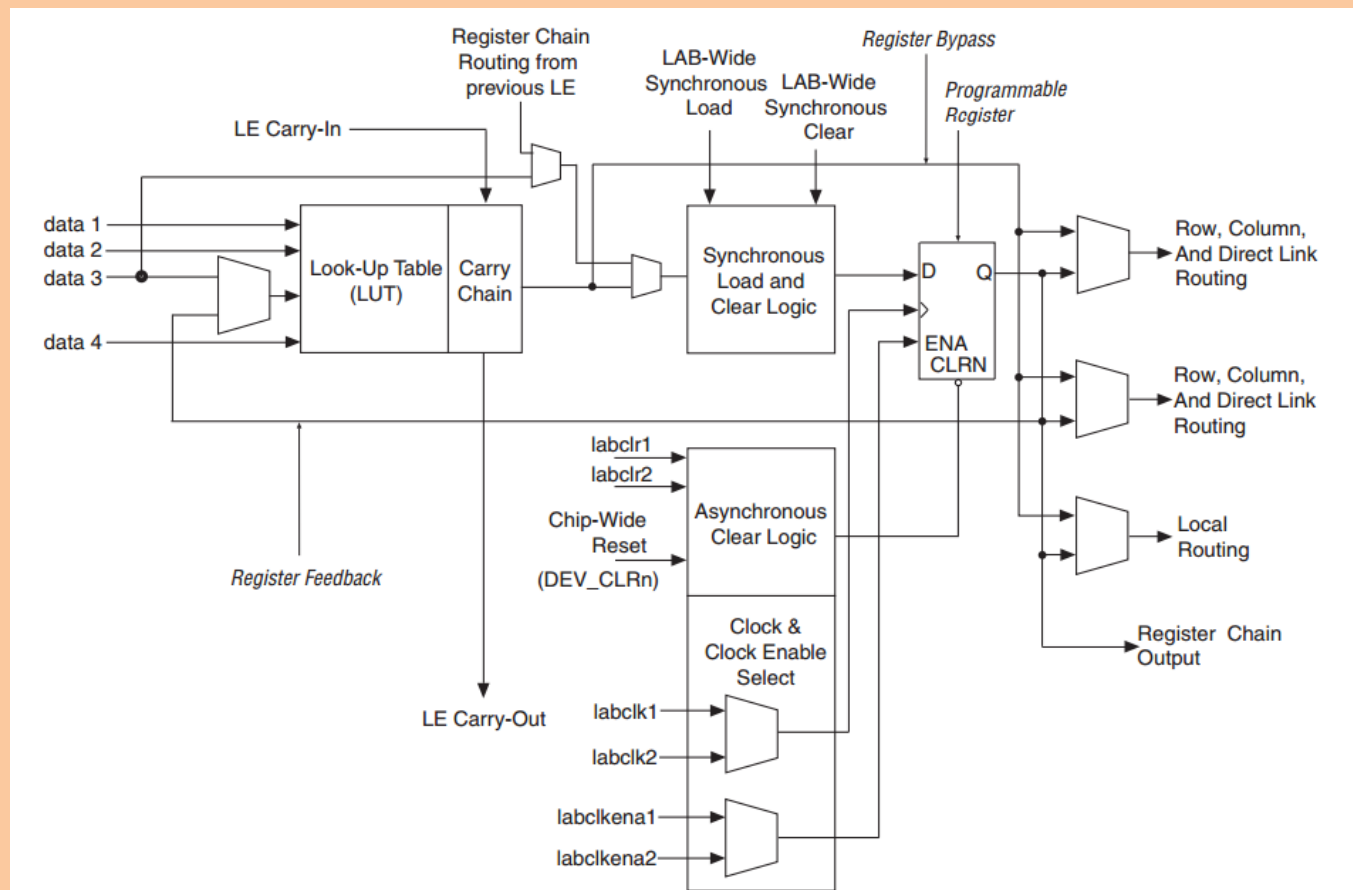 Register Chain
Routing from
previous LE
LAB-Wide
Synchronous
Load
LAB-Wide
Synchronous
Clear
Register Bypass
Programmable
Rcgister
LE Carry-In
data 1
data 2
data 3
data 4
Look-Up Table
(LUT)
Carry
Chain
Synchronous
Load and
Clear Logic
D
Q
ENA
CLRN
Row, Column,
And Direct Link
Routing
Row, Column,
And Direct Link
Routing
Local
Routing
Register Chain
Output
Register Feedback
labclr1
labclr2
Chip-Wide
Reset
(DEV_CLRn)
Asynchronous
Clear Logic
Clock &
Clock Enable
Select
LE Carry-Out
labclk1
labclk2
labclkena1
labclkena2